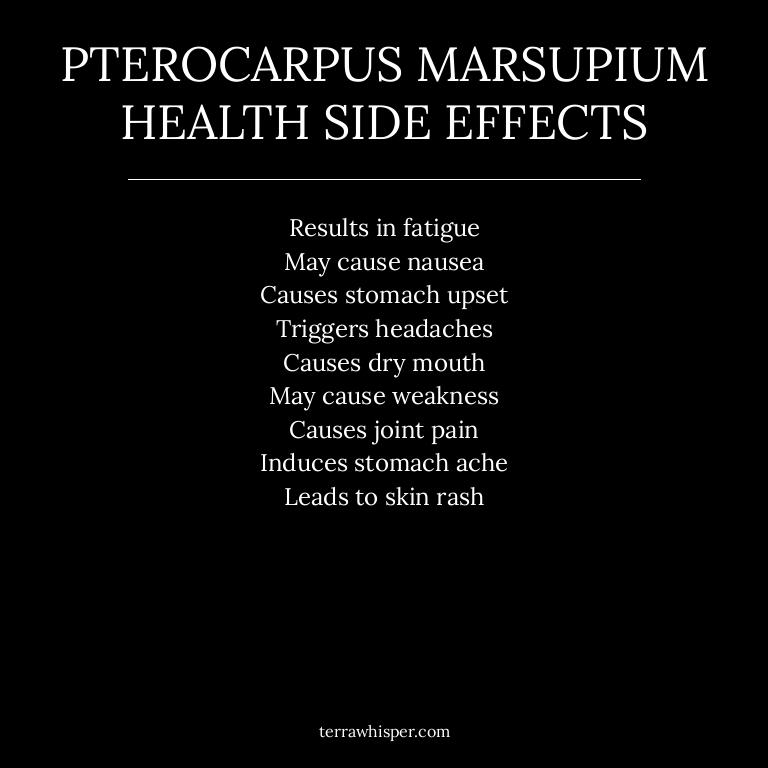 PTEROCARPUS MARSUPIUM
HEALTH SIDE EFFECTS
Results in fatigue
May cause nausea
Causes stomach upset
Triggers headaches
Causes dry mouth
May cause weakness
Causes joint pain
Induces stomach ache
Leads to skin rash
terrawhisper.com